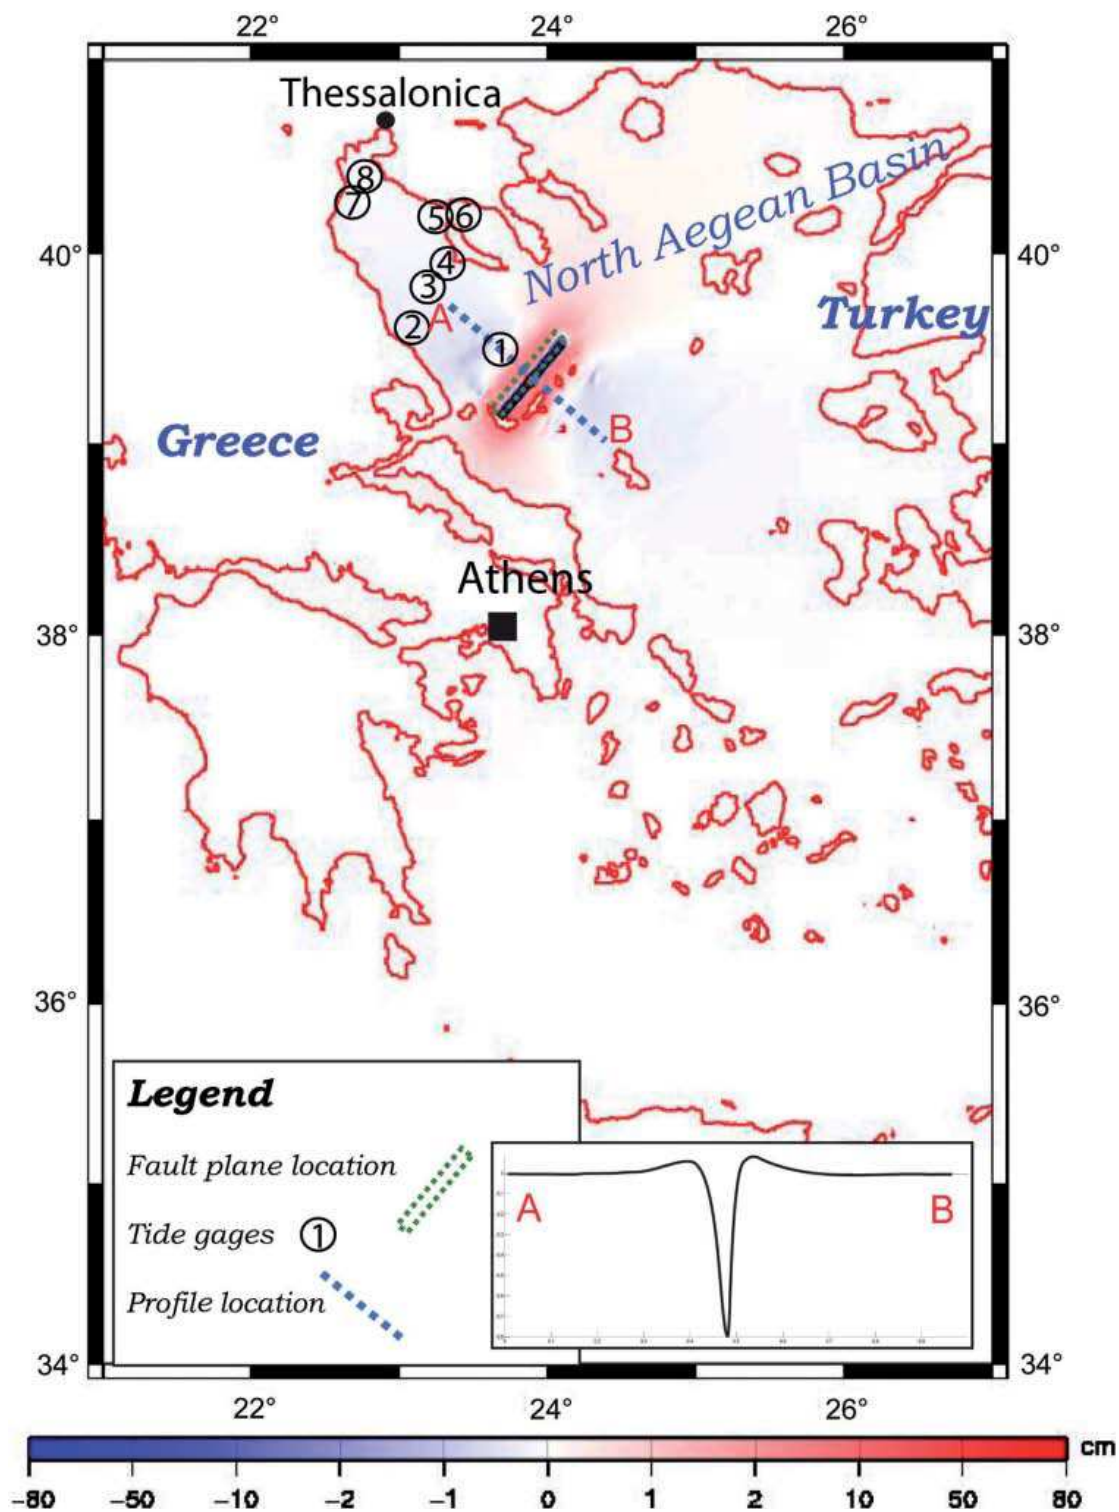 22° 24° 26°
Thessalonica
8
7
5 6
North Aegean Basin
40° 40°
4
3
A
Turkey
2
1
B
Greece
Athens
38° 38°
36° 36°
Legend
Fault plane location
Tide gages 1
Profile location
A B
34° 34°
22° 24° 26°
cm
−80 −50 −10 −2 −1 0 1 2 10 50 80